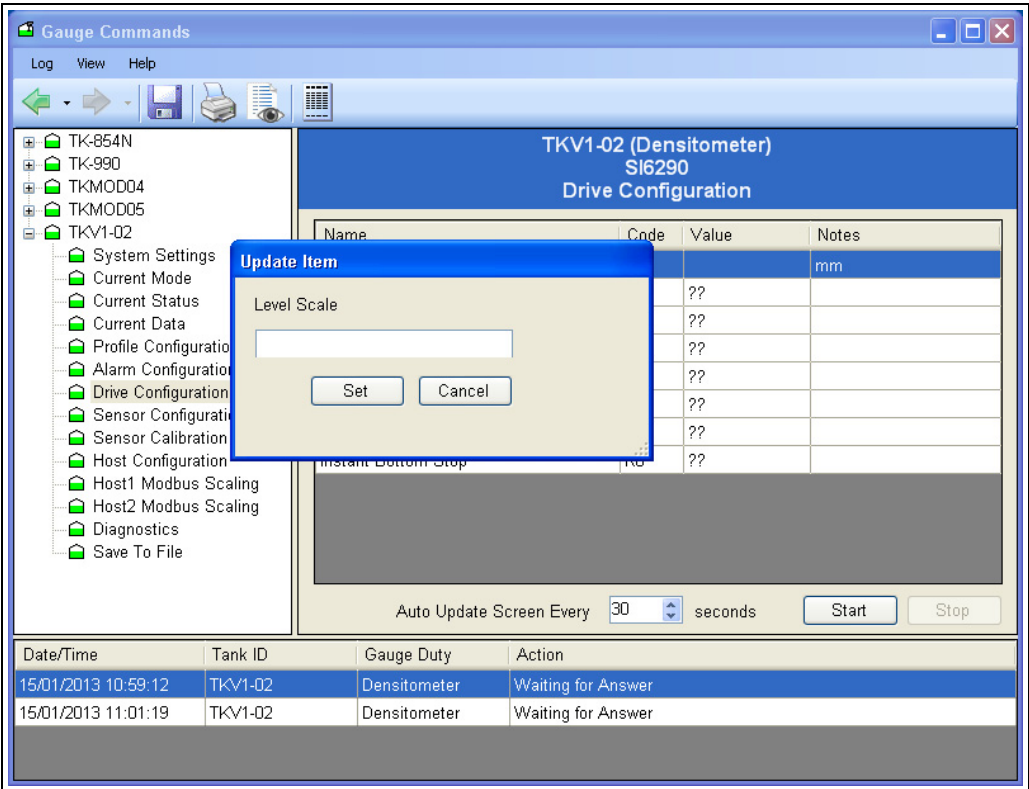 Gauge Commands
Log View Help
TK-854N
TK-990
TKMOD04
TKMOD05
TKV1-02
System Settings
Current Mode
Current Status
Current Data
Profile Configuratio
Alarm Configuration
Drive Configuration
Sensor Configurati
Sensor Calibration
Host Configuration
Host1 Modbus Scaling
Host2 Modbus Scaling
Diagnostics
Save To File
TKV1-02 (Densitometer)
SI6290
Drive Configuration
Name Code Value Notes
mm
??
??
??
??
??
??
Instant Bottom Stop ??
Update Item
Level Scale
Set Cancel
Auto Update Screen Every 30 seconds Start Stop
Date/Time Tank ID Gauge Duty Action
15/01/2013 10:59:12 TKV1-02 Densitometer Waiting for Answer
15/01/2013 11:01:19 TKV1-02 Densitometer Waiting for Answer